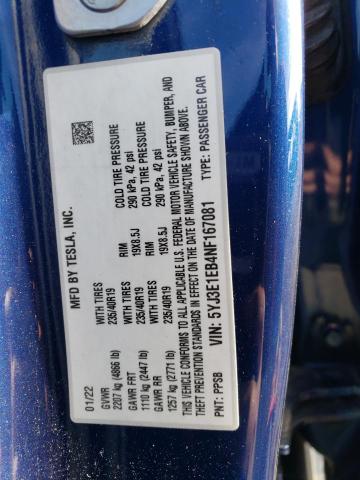 MFD BY TESLA, INC.
01/22
GVWR
2207 kg (4866 lb)
GAWR FRT WITH TIRES RIM COLD TIRE PRESSURE
1110 kg (2447 lb) 235/40R19 19X8.5J 290 kPa, 42 psi
GAWR RR WITH TIRES RIM COLD TIRE PRESSURE
1257 kg (2771 lb) 235/40R19 19X8.5J 290 kPa, 42 psi
THIS VEHICLE CONFORMS TO ALL APPLICABLE U.S. FEDERAL MOTOR VEHICLE SAFETY, BUMPER, AND
THEFT PREVENTION STANDARDS IN EFFECT ON THE DATE OF MANUFACTURE SHOWN ABOVE.
PNT: PPSB VIN: 5YJ3E1EB4NF167081 TYPE: PASSENGER CAR